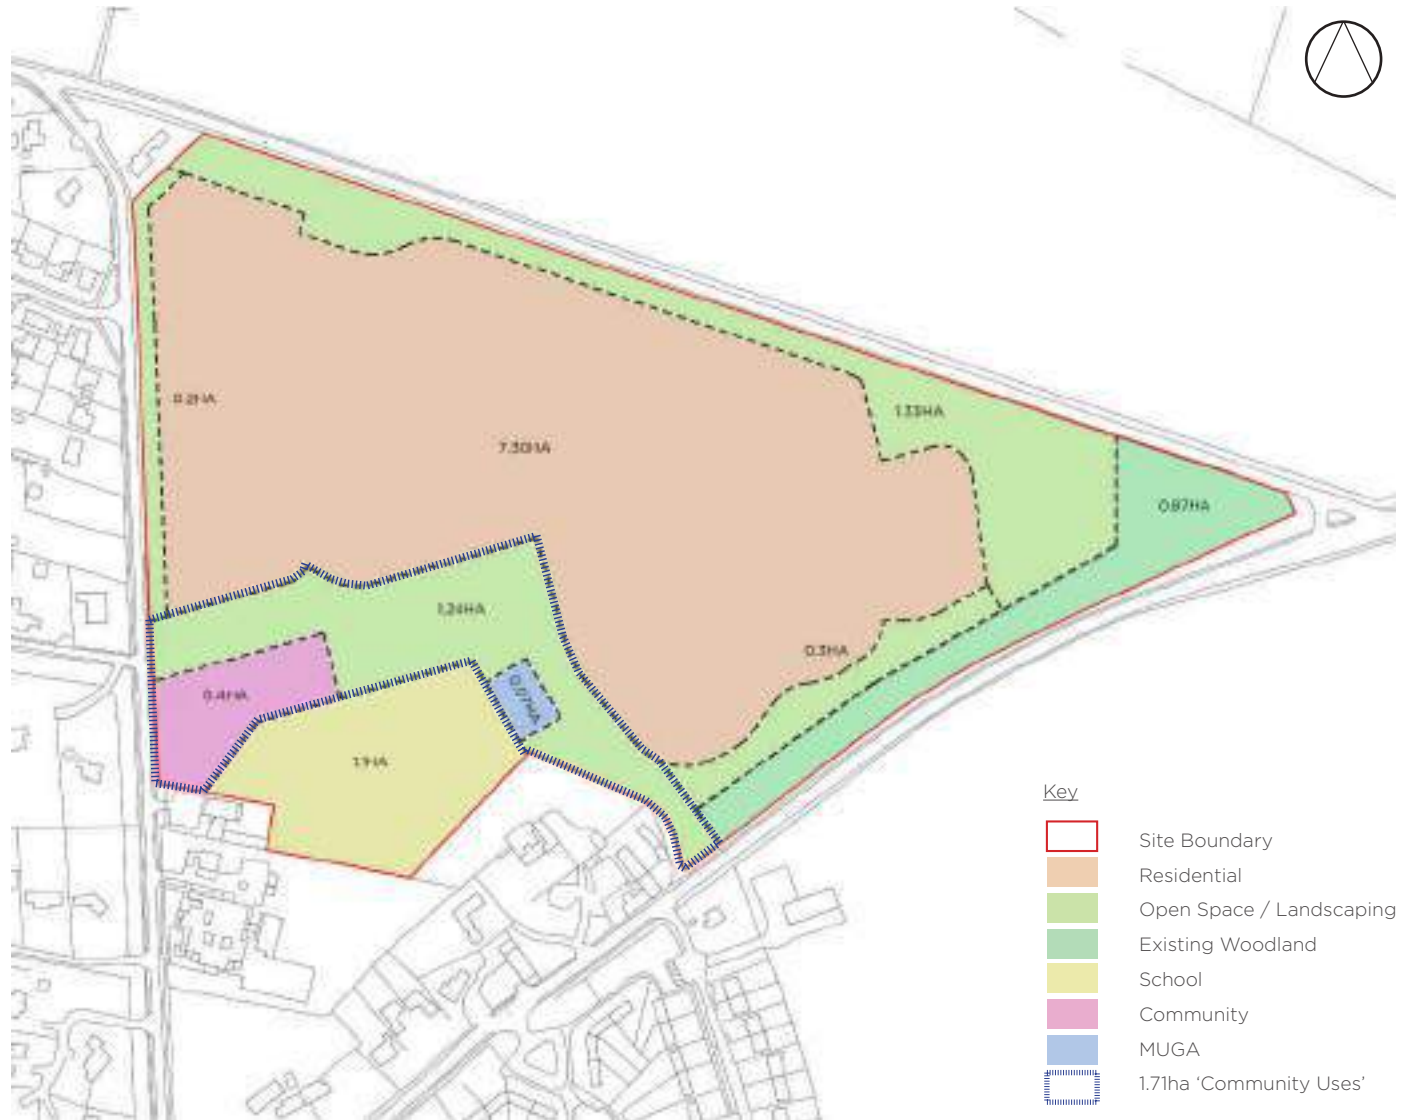 0.2HA
7.30HA
1.33HA
0.87HA
1.24HA
0.3HA
0.4HA
0.07HA
1.9HA
Key
Site Boundary
Residential
Open Space / Landscaping
Existing Woodland
School
Community
MUGA
1.71ha ‘Community Uses’